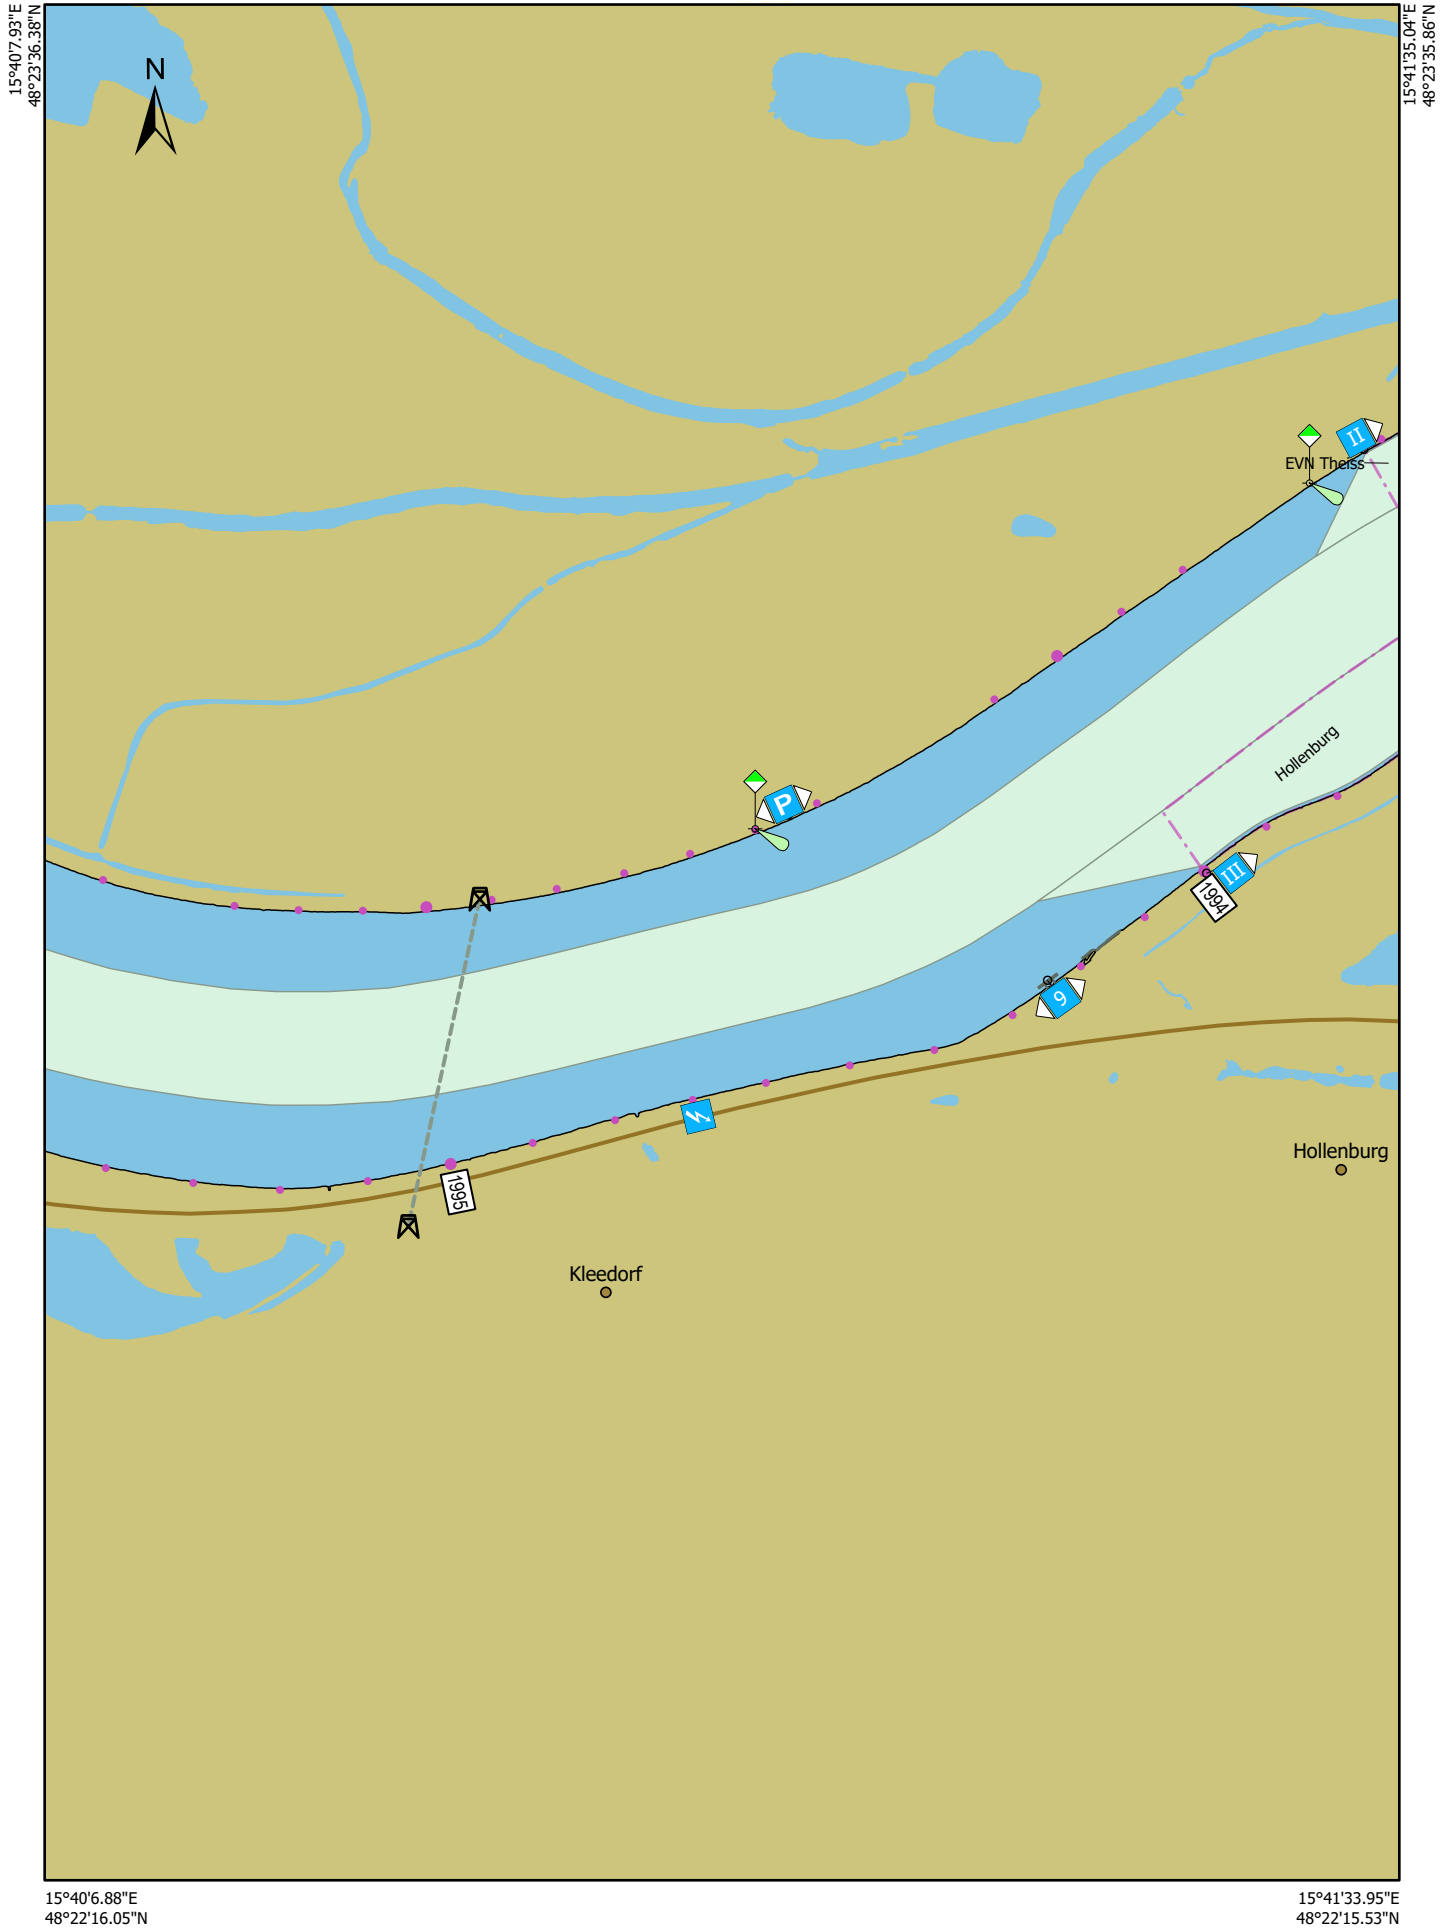 15°40'7.93"E
48°23'36.38"N
15°41'35.04"E
48°23'35.86"N
N
II
EVN Theiss
Hollenburg
P
III
1994
9
1995
Hollenburg
Kleedorf
15°40'6.88"E
48°22'16.05"N
15°41'33.95"E
48°22'15.53"N